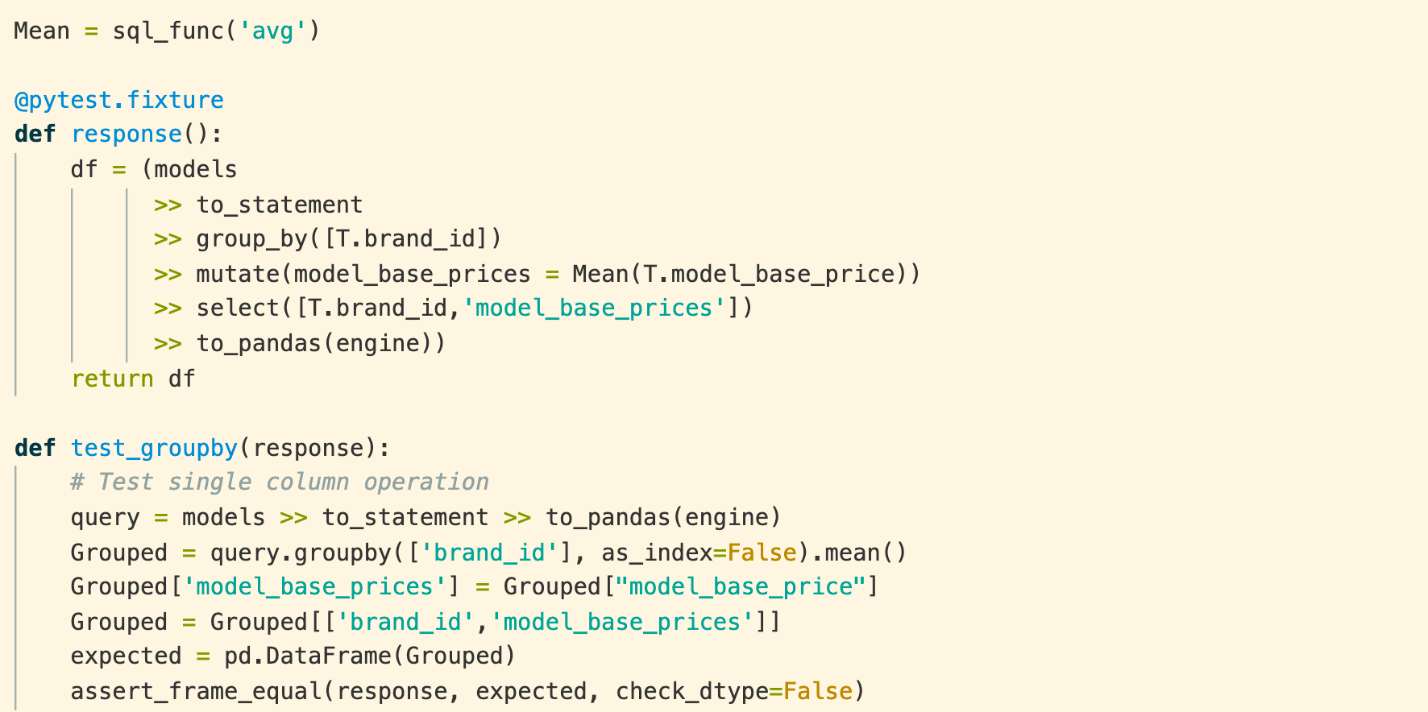 Mean = sql_func('avg')
@pytest.fixture
def response():
    df = (models
          >> to_statement
          >> group_by([T.brand_id])
          >> mutate(model_base_prices = Mean(T.model_base_price))
          >> select([T.brand_id,'model_base_prices'])
          >> to_pandas(engine))
    return df
def test_groupby(response):
    # Test single column operation
    query = models >> to_statement >> to_pandas(engine)
    Grouped = query.groupby(['brand_id'], as_index=False).mean()
    Grouped['model_base_prices'] = Grouped["model_base_price"]
    Grouped = Grouped[['brand_id','model_base_prices']]
    expected = pd.DataFrame(Grouped)
    assert_frame_equal(response, expected, check_dtype=False)